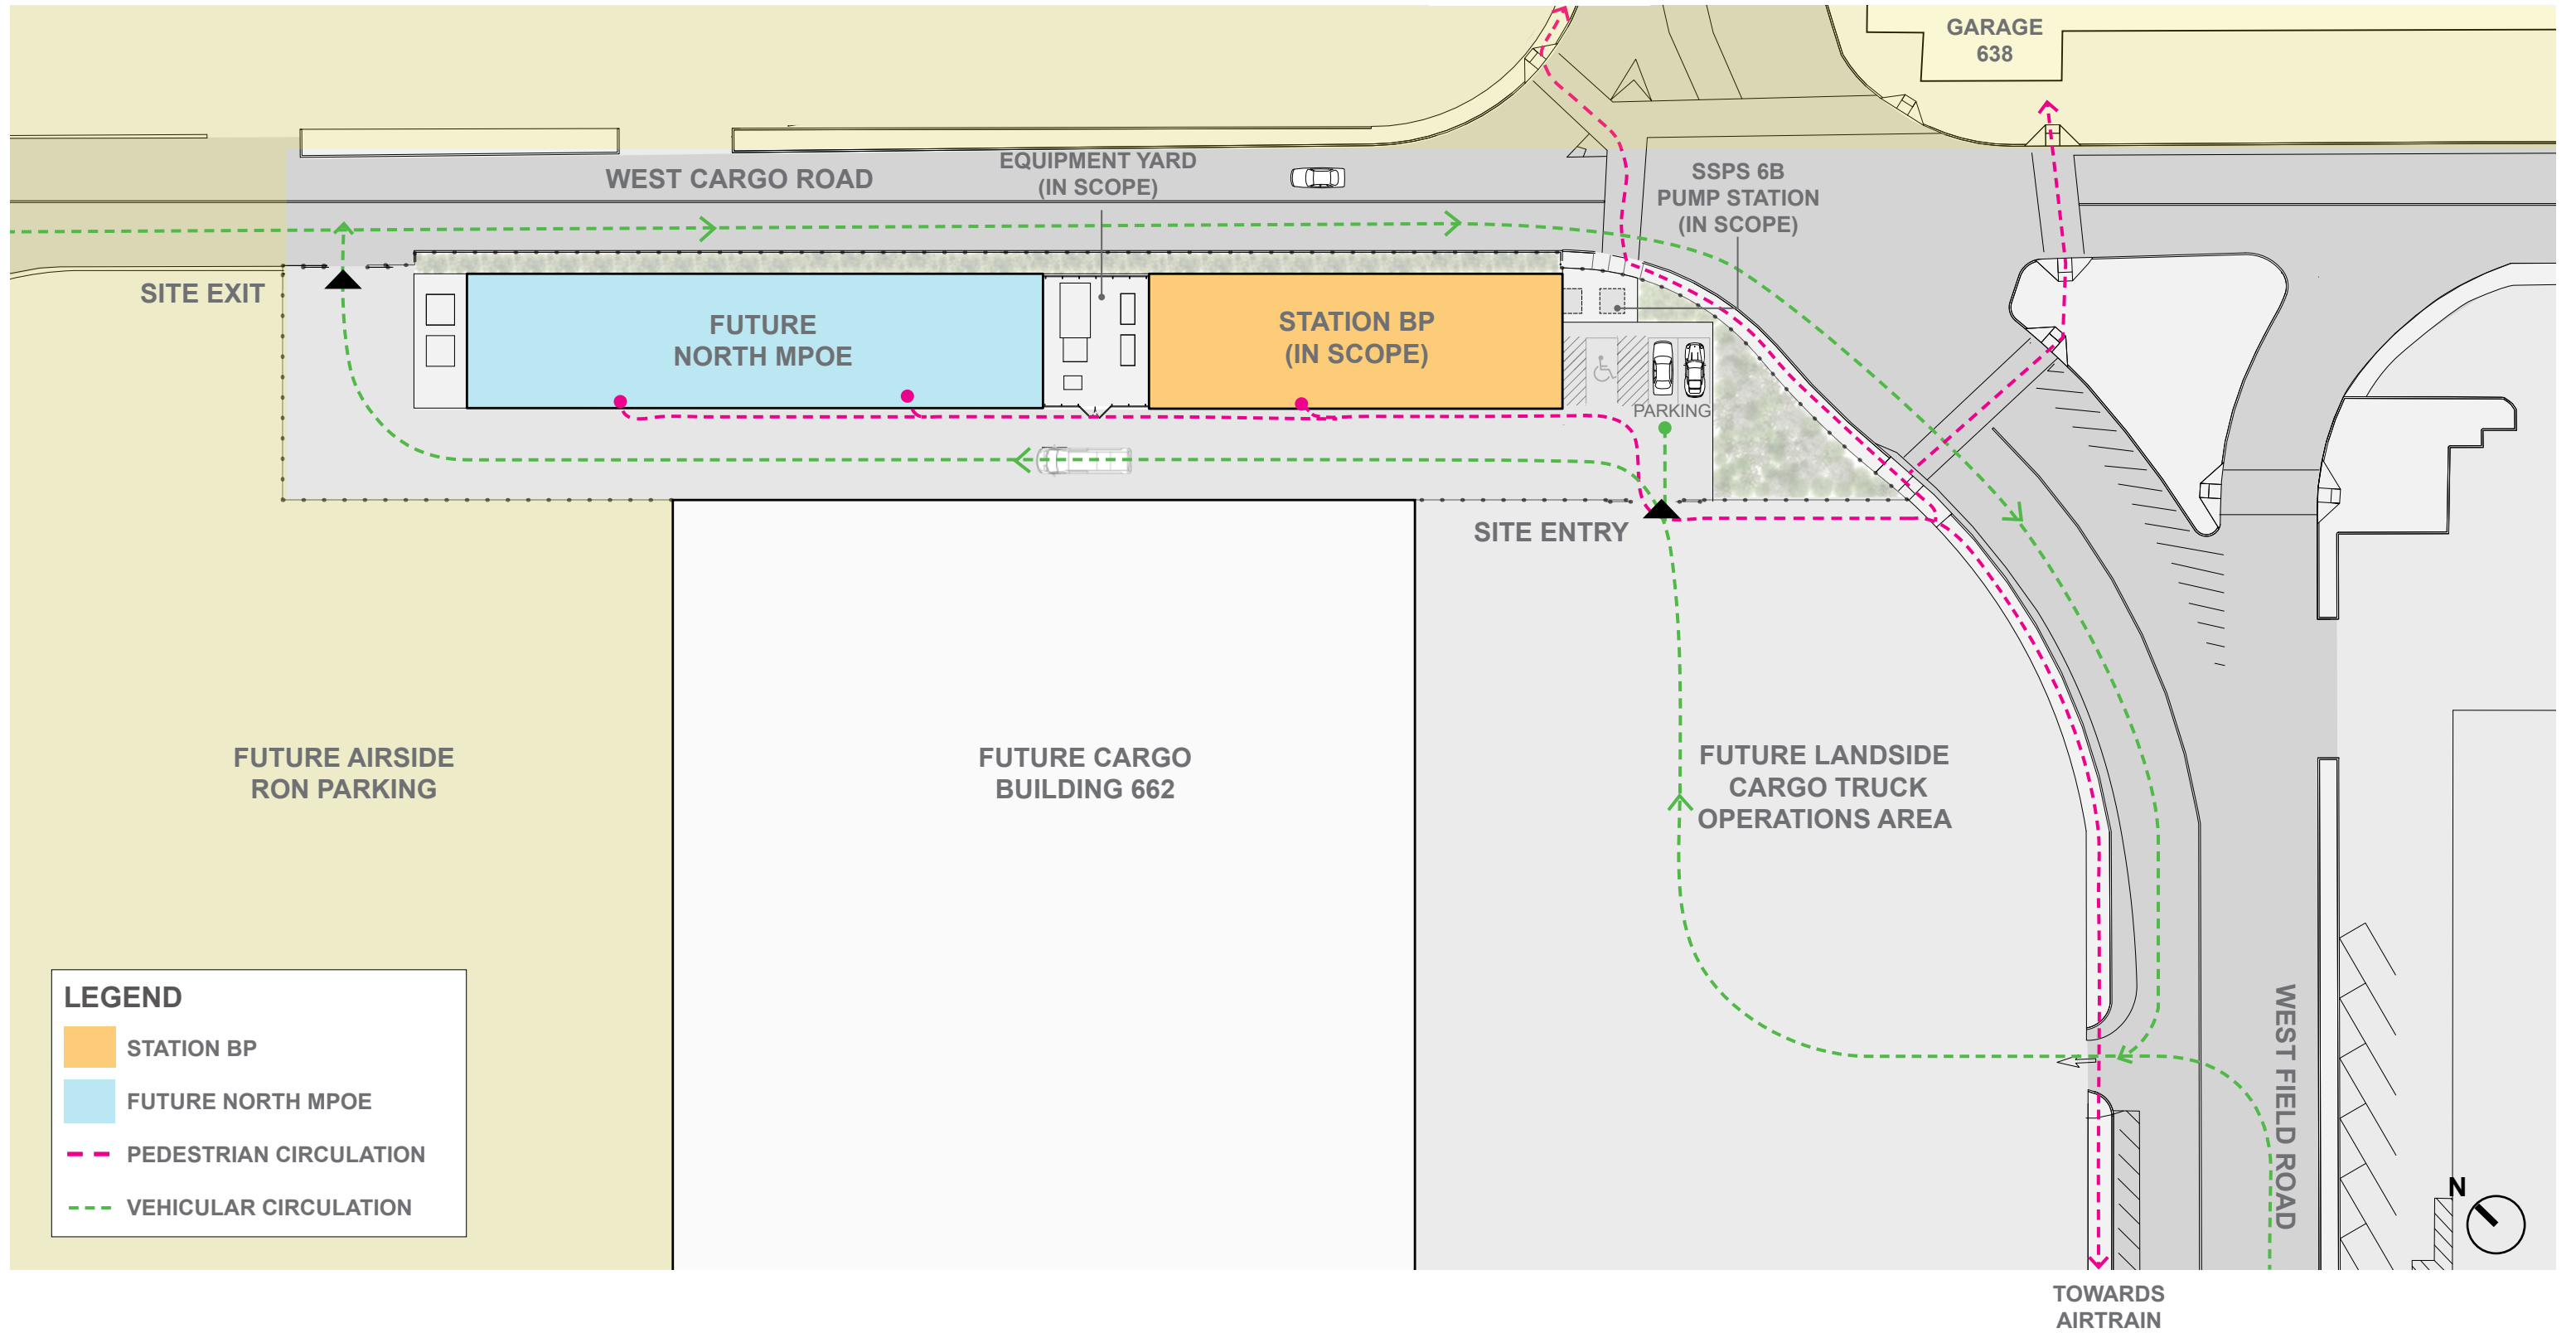 GARAGE
638
WEST CARGO ROAD
EQUIPMENT YARD
(IN SCOPE)
SSPS 6B
PUMP STATION
(IN SCOPE)
SITE EXIT
FUTURE
NORTH MPOE
STATION BP
(IN SCOPE)
PARKING
SITE ENTRY
FUTURE AIRSIDE
RON PARKING
FUTURE CARGO
BUILDING 662
FUTURE LANDSIDE
CARGO TRUCK
OPERATIONS AREA
LEGEND
STATION BP
FUTURE NORTH MPOE
PEDESTRIAN CIRCULATION
VEHICULAR CIRCULATION
WEST FIELD ROAD
N
TOWARDS
AIRTRAIN